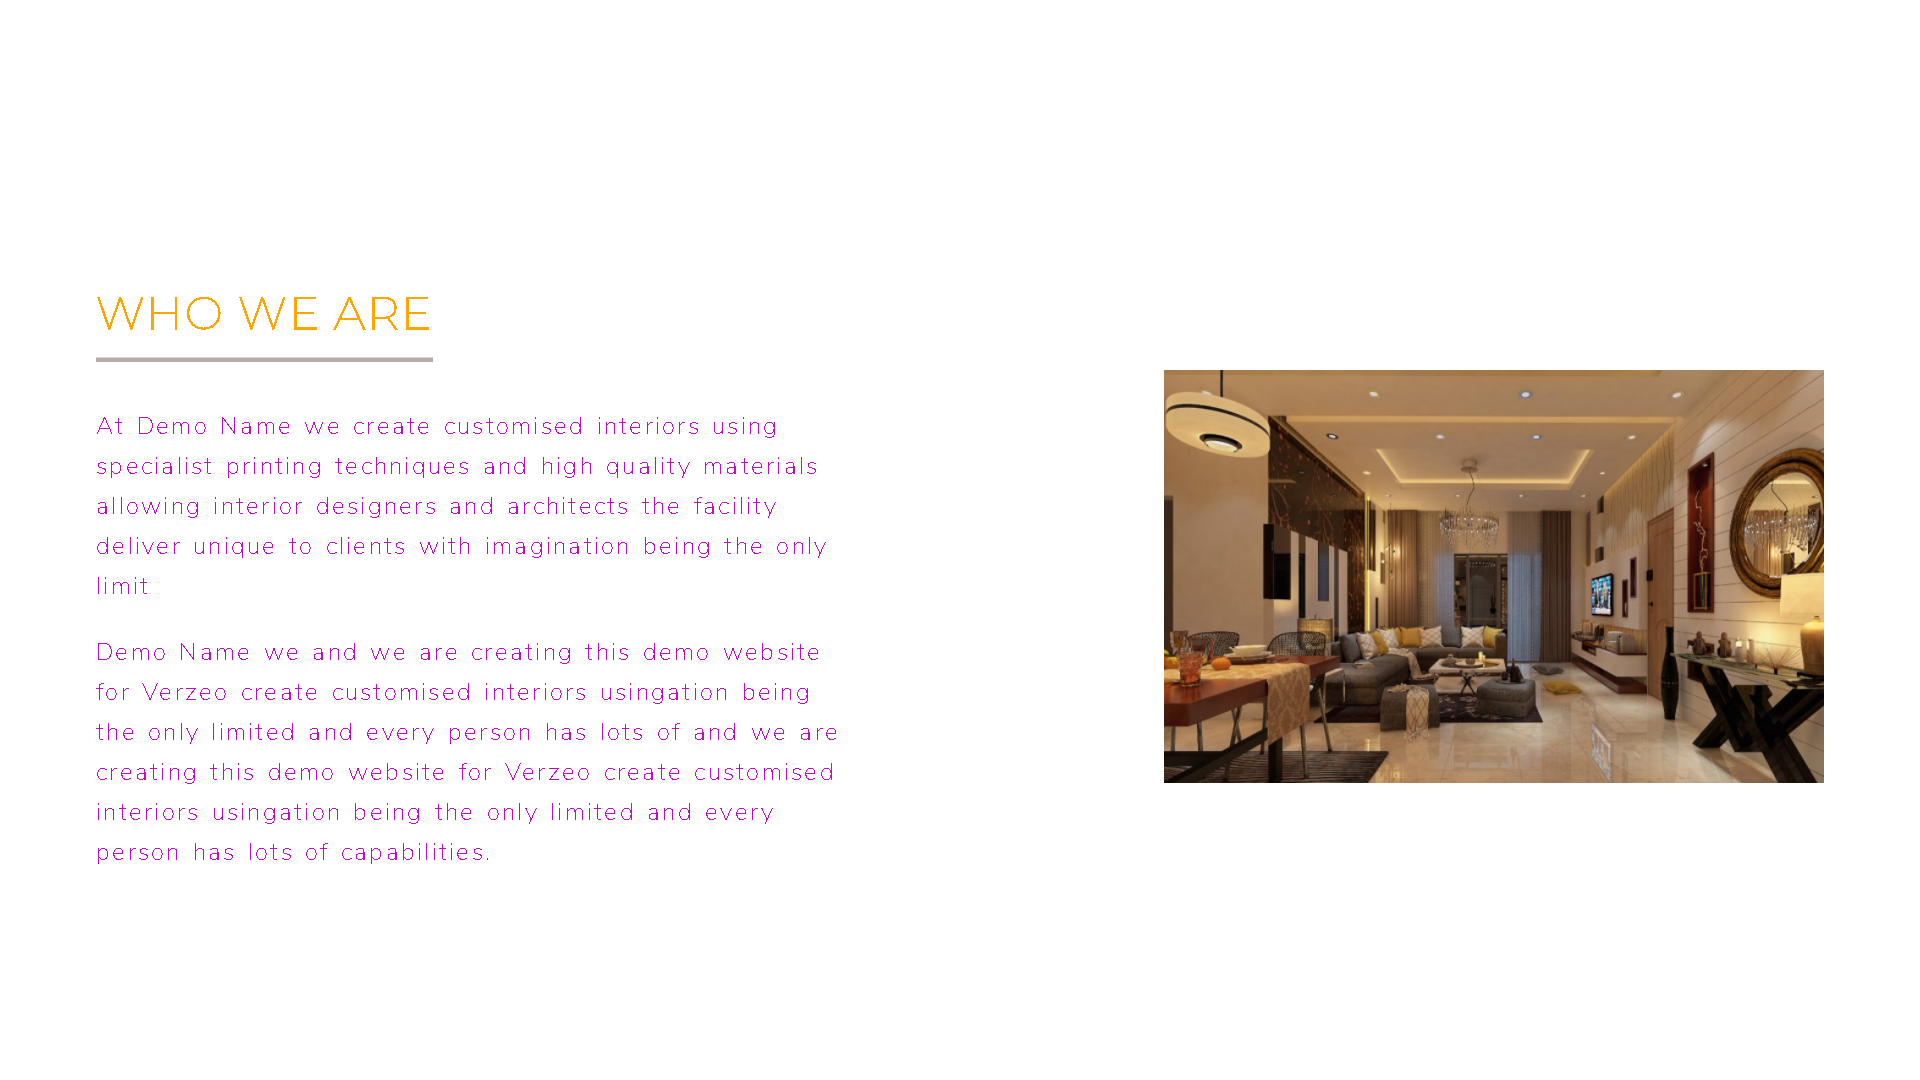 WHO WE ARE
At Demo Name we create customised interiors using
specialist printing techniques and high quality materials
allowing interior designers and architects the facility
deliver unique to clients with imagination being the only
limit
Demo Name we and we are creating this demo website
for Verzeo create customised interiors usingation being
the only limited and every person has lots of and we are
creating this demo website for Verzeo create customised
interiors usingation being the only limited and every
person has lots of capabilities.